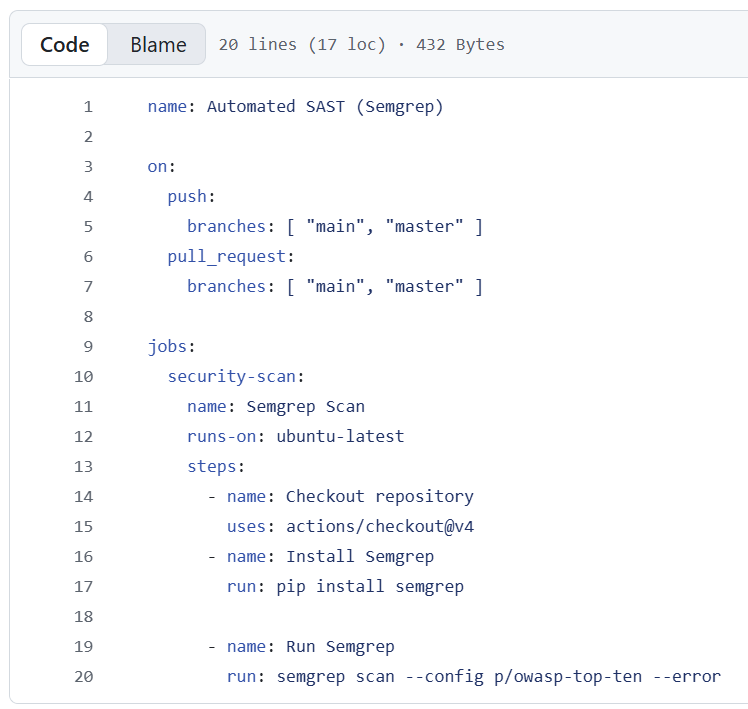 Code Blame 20 lines (17 loc) · 432 Bytes
1 name: Automated SAST (Semgrep)
2
3 on:
4   push:
5     branches: [ "main", "master" ]
6   pull_request:
7     branches: [ "main", "master" ]
8
9 jobs:
10   security-scan:
11     name: Semgrep Scan
12     runs-on: ubuntu-latest
13     steps:
14       - name: Checkout repository
15         uses: actions/checkout@v4
16       - name: Install Semgrep
17         run: pip install semgrep
18
19       - name: Run Semgrep
20         run: semgrep scan --config p/owasp-top-ten --error